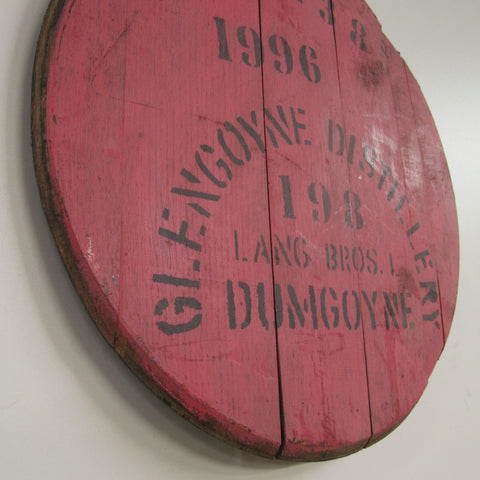 1996
GLENGOYNE DISTILLERY
198
LANG BROS. L
DUMGOYNE